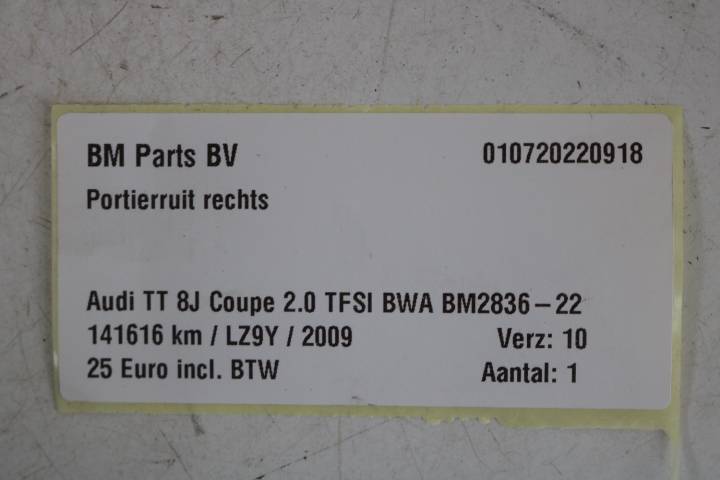 BM Parts BV 010720220918
Portierruit rechts
Audi TT 8J Coupe 2.0 TFSI BWA BM2836-22
141616 km / LZ9Y / 2009 Verz: 10
25 Euro incl. BTW Aantal: 1